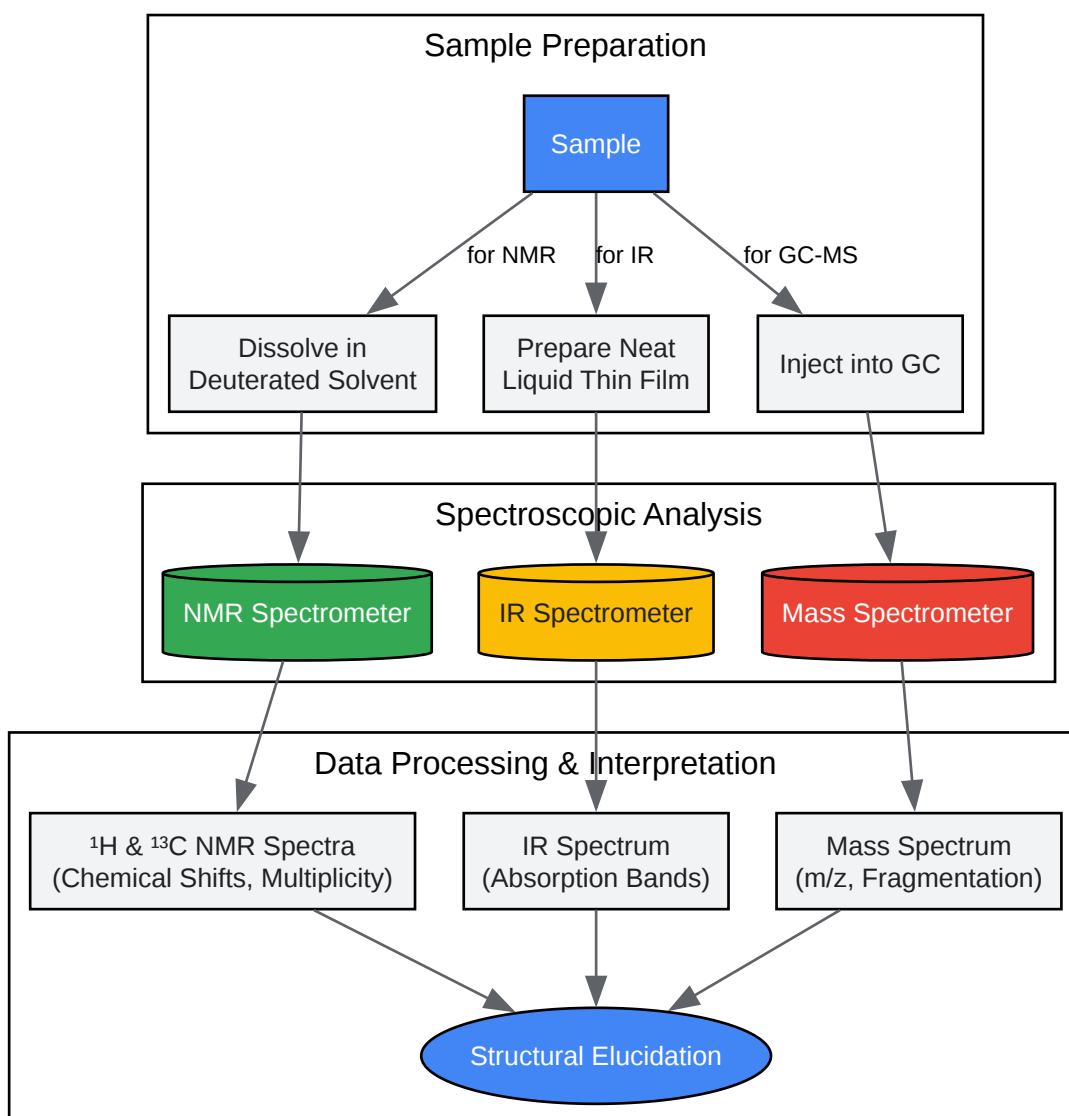 Sample Preparation
Sample
for NMR
for IR
for GC-MS
Dissolve in
Deuterated Solvent
Prepare Neat
Liquid Thin Film
Inject into GC
Spectroscopic Analysis
NMR Spectrometer
IR Spectrometer
Mass Spectrometer
Data Processing & Interpretation
¹H & ¹³C NMR Spectra
(Chemical Shifts, Multiplicity)
IR Spectrum
(Absorption Bands)
Mass Spectrum
(m/z, Fragmentation)
Structural Elucidation